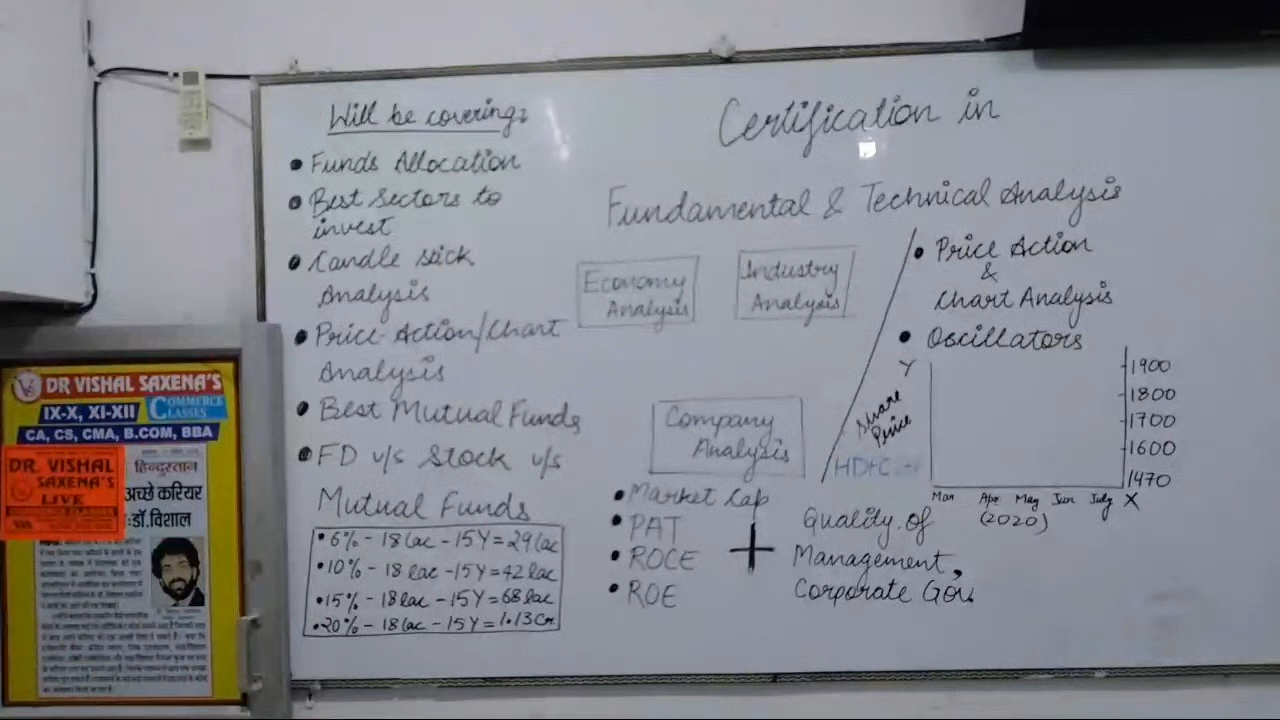 Will be covering:
• Funds Allocation
• Best Sectors to
invest
• Candle stick
Analysis
• Price Action/Chart
Analysis
• Best Mutual Funds
• FD v/s Stock v/s
Mutual Funds
• 6% - 18 lac - 15Y = 29 lac
• 10% - 18 lac - 15Y = 42 lac
• 15% - 18 lac - 15Y = 68 lac
• 20% - 18 lac - 15Y = 1.13 Cr
Certification in
Fundamental & Technical Analysis
Economy
Analysis
Industry
Analysis
Company
Analysis
• Market Cap
• PAT
• ROCE
• ROE
+
Quality of
Management,
Corporate Gov.
• Price Action
&
Chart Analysis
• Oscillators
Y
Share
Price
HDFC
1900
1800
1700
1600
1470
Mar Apr May Jun July X
(2020)
DR VISHAL SAXENA'S
IX-X, XI-XII COMMERCE
CLASSES
CA, CS, CMA, B.COM, BBA
DR. VISHAL
SAXENA'S
LIVE
हिन्दुस्तान
अच्छे करियर
डॉ.विशाल